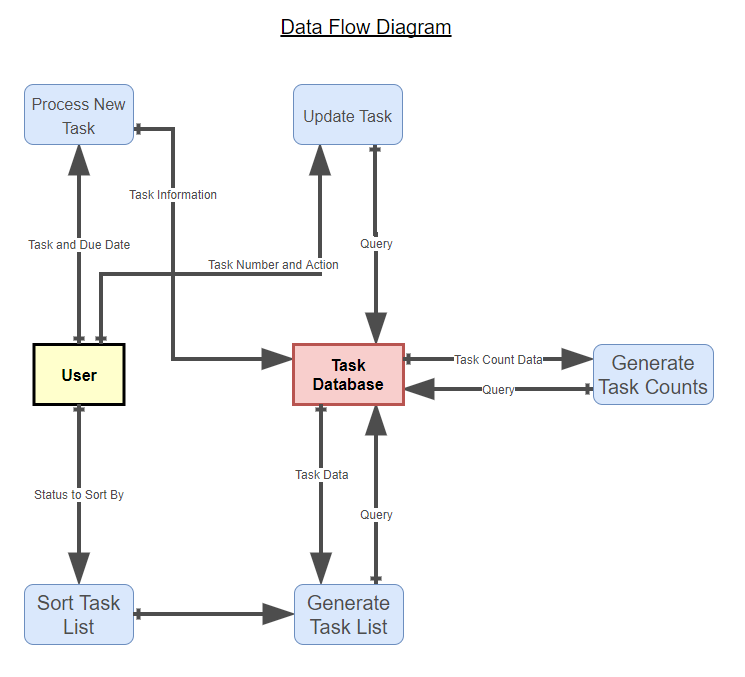 Data Flow Diagram
Process New
Task
Update Task
Task Information
Task and Due Date
Query
Task Number and Action
User
Task
Database
Task Count Data
Query
Generate
Task Counts
Task Data
Status to Sort By
Query
Sort Task
List
Generate
Task List